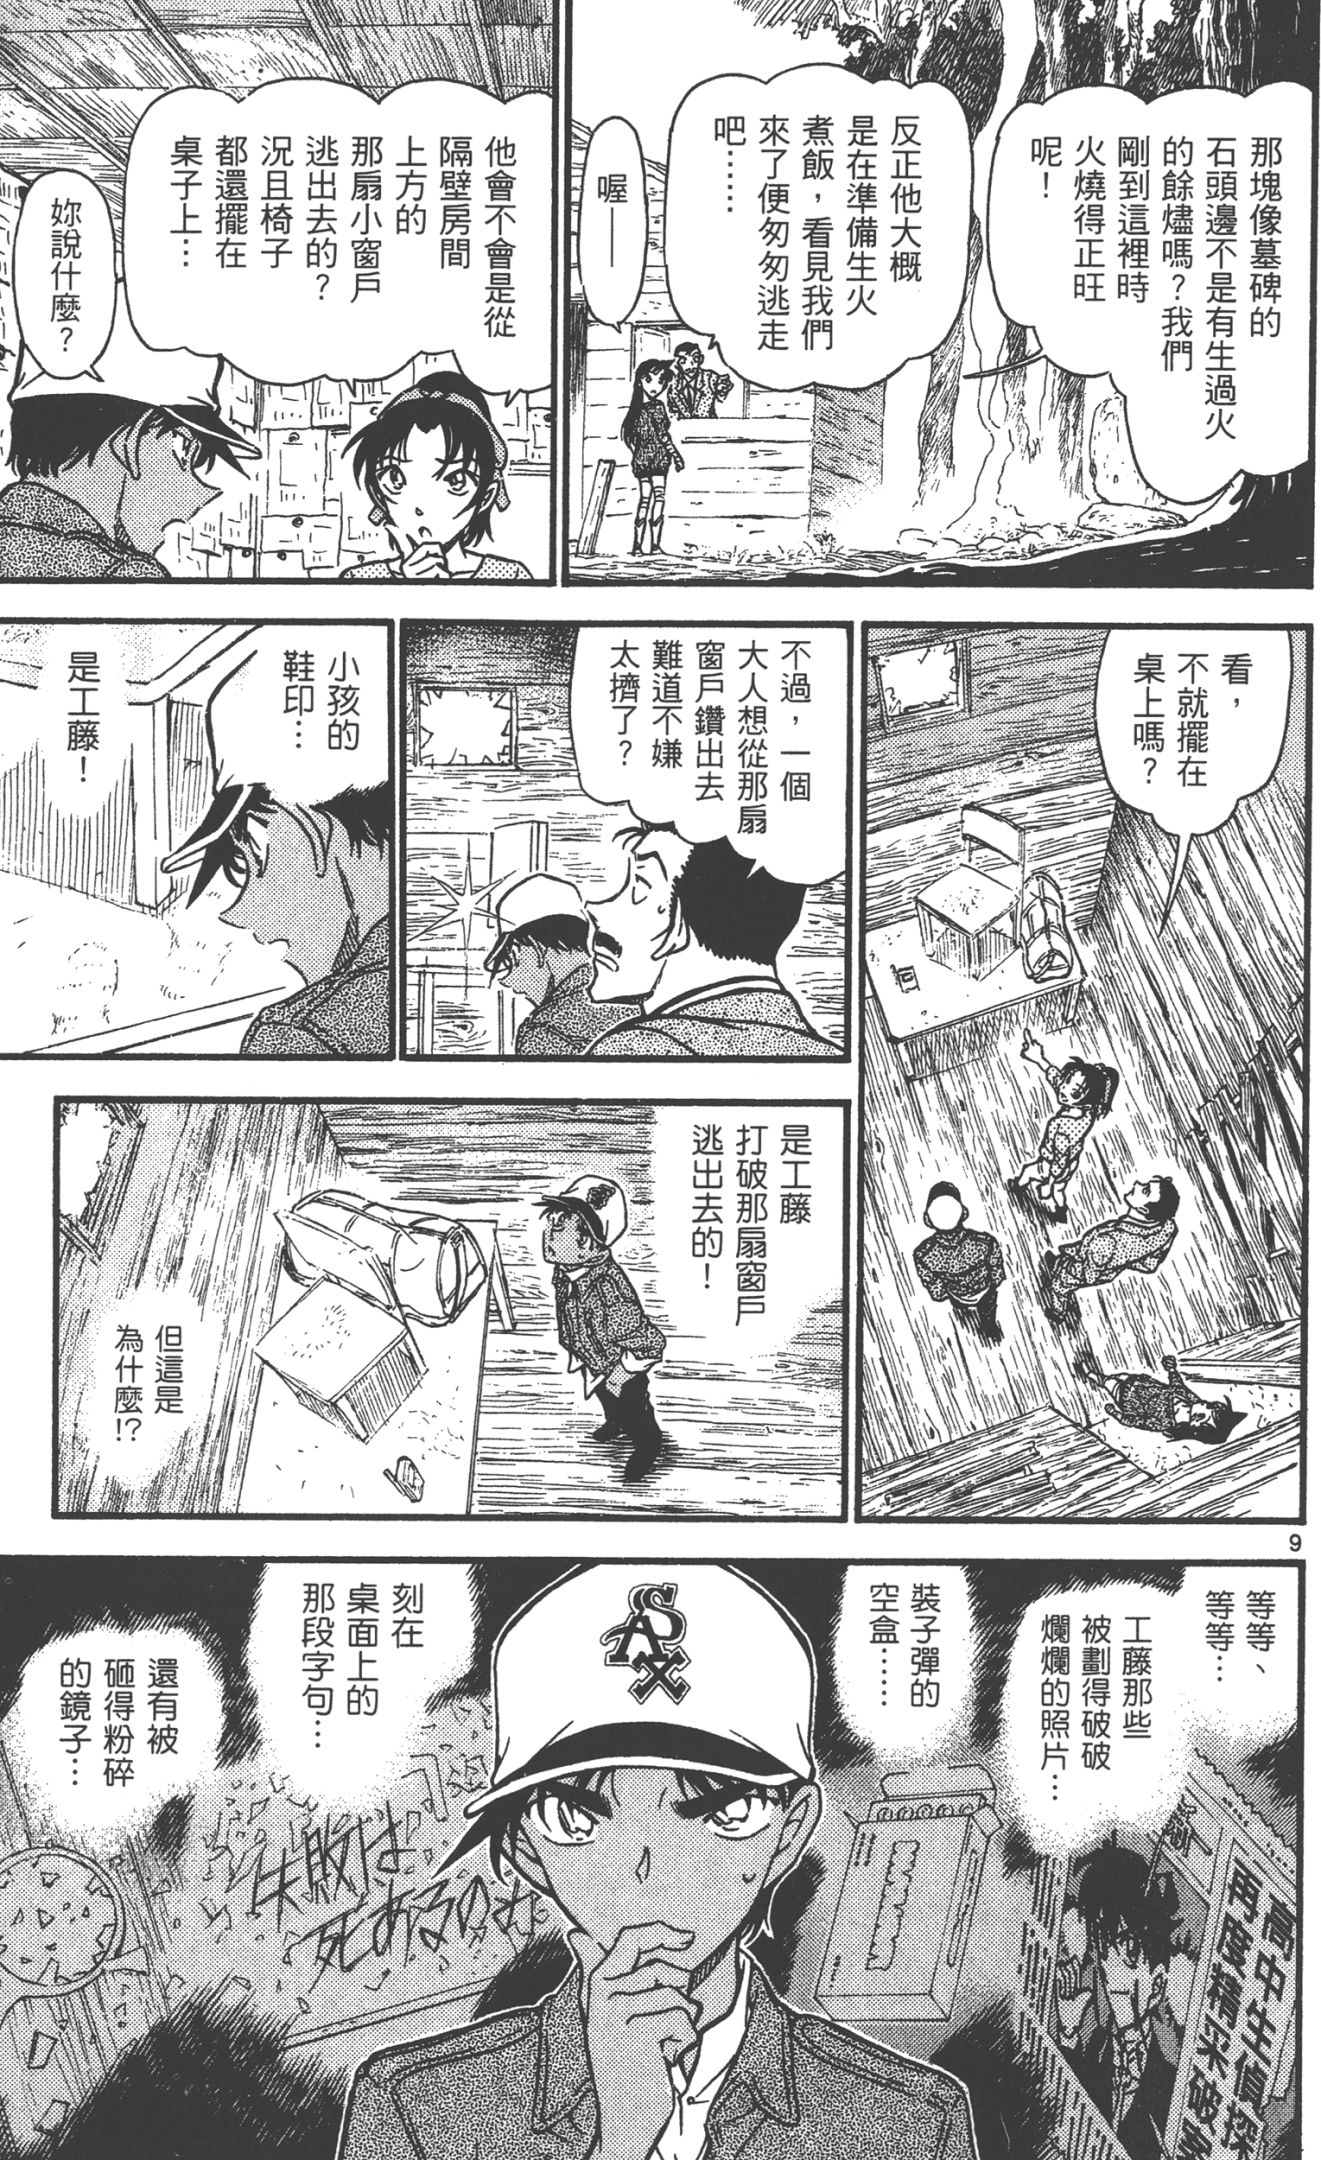 那塊像墓碑的
石頭邊不是有生過火
的餘燼嗎？我們
剛到這裡時
火燒得正旺
呢！
反正他大概
是在準備生火
煮飯，看見我們
來了便匆匆逃走
吧……
喔——
他會不會是從
隔壁房間
上方的
那扇小窗戶
逃出去的？
況且椅子
都還擺在
桌子上…
妳說什麼？
看，
不就擺在
桌上嗎？
不過，一個
大人想從那扇
窗戶鑽出去
難道不嫌
太擠了？
小孩的
鞋印…
是工藤！
是工藤
打破那扇窗戶
逃出去的！
但這是
為什麼！？
9
等等、
等等…
工藤那些
被劃得破破
爛爛的照片…
裝子彈的
空盒……
刻在
桌面上的
那段字句…
還有被
砸得粉碎
的鏡子…
SAX
失敗は
死あるのみ
高中生偵探
再度精采破案